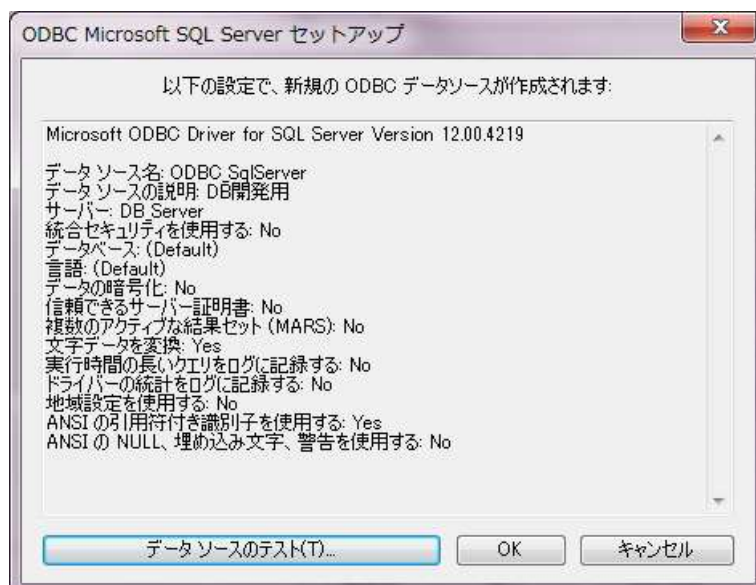 ODBC Microsoft SQL Server セットアップ
以下の設定で、新規の ODBC データソースが作成されます:
Microsoft ODBC Driver for SQL Server Version 12.00.4219
データ ソース名: ODBC_SqlServer
データ ソースの説明: DB開発用
サーバー: DB_Server
統合セキュリティを使用する: No
データベース: (Default)
言語: (Default)
データの暗号化: No
信頼できるサーバー証明書: No
複数のアクティブな結果セット (MARS): No
文字データを変換: Yes
実行時間の長いクエリをログに記録する: No
ドライバーの統計をログに記録する: No
地域設定を使用する: No
ANSI の引用符付き識別子を使用する: Yes
ANSI の NULL、埋め込み文字、警告を使用する: No
データ ソースのテスト(T)...
OK
キャンセル